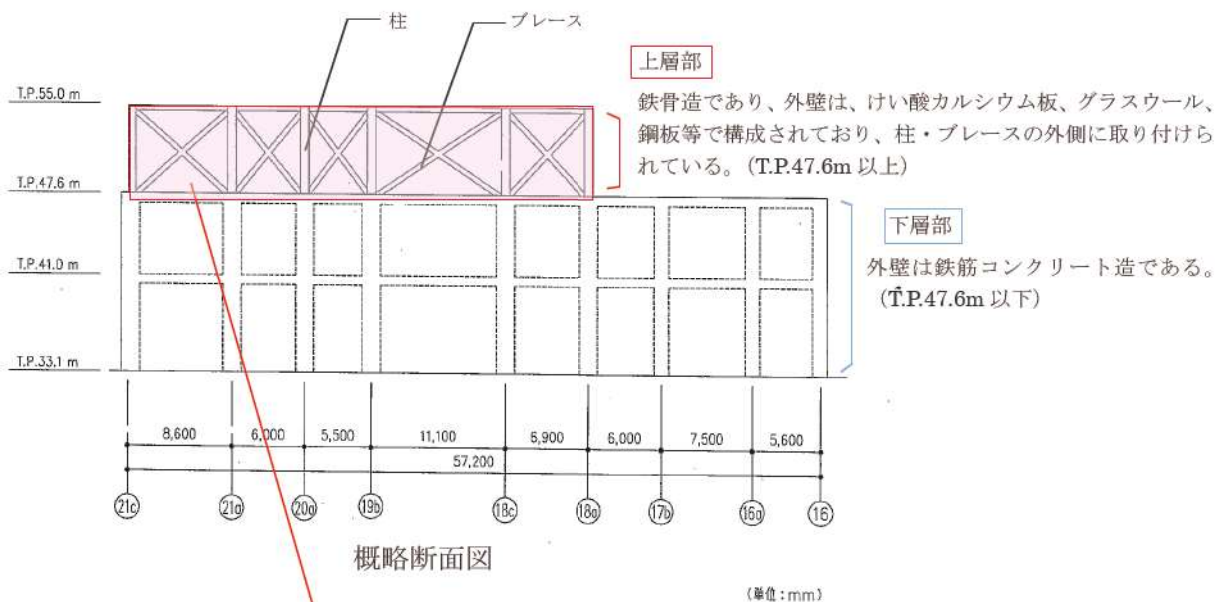 柱
ブレース
上層部
鉄骨造であり、外壁は、けい酸カルシウム板、グラスウール、
鋼板等で構成されており、柱・ブレースの外側に取り付けら
れている。(T.P.47.6m 以上)
T.P.55.0 m
T.P.47.6 m
T.P.41.0 m
T.P.33.1 m
下層部
外壁は鉄筋コンクリート造である。
(T.P.47.6m 以下)
8,600
6,000
5,500
11,100
6,900
6,000
7,500
5,600
57,200
21c
21a
20a
19b
18c
18a
17b
16a
16
概略断面図
(単位:mm)